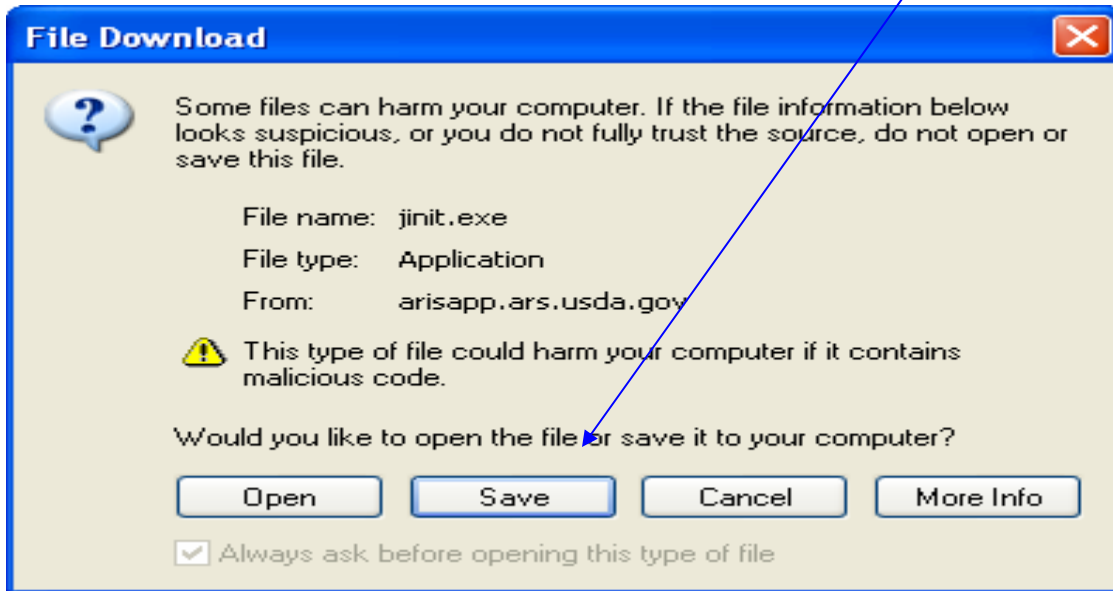 File Download
Some files can harm your computer. If the file information below
looks suspicious, or you do not fully trust the source, do not open or
save this file.
File name: jinit.exe
File type: Application
From: arisapp.ars.usda.gov
This type of file could harm your computer if it contains
malicious code.
Would you like to open the file or save it to your computer?
Open Save Cancel More Info
Always ask before opening this type of file